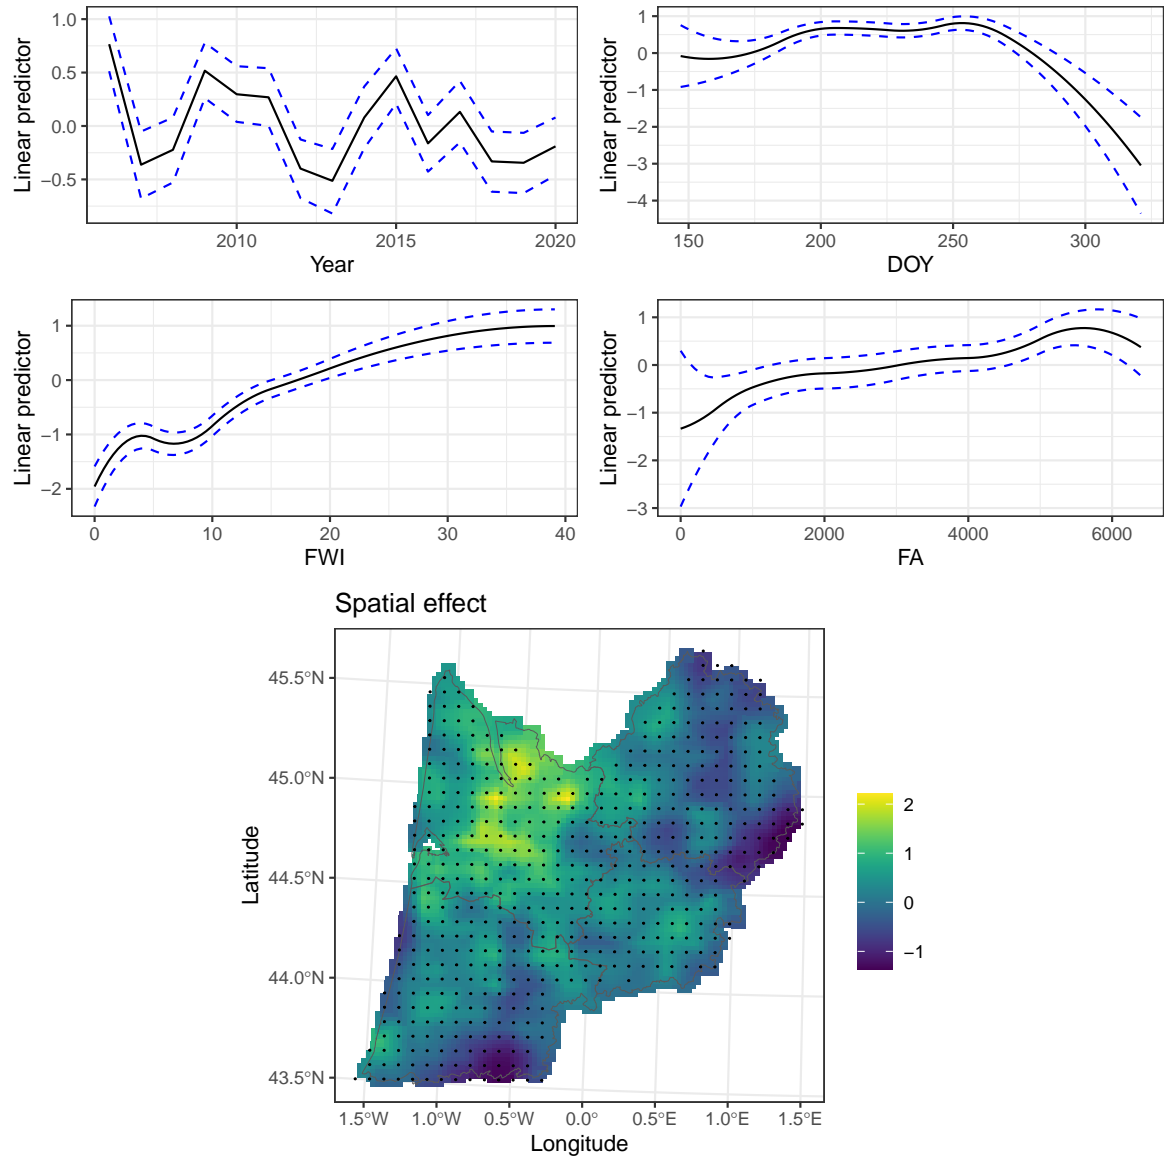 Linear predictor
1.0
0.5
0.0
−0.5
2010
2015
2020
Year
Linear predictor
1
0
−1
−2
−3
−4
150
200
250
300
DOY
Linear predictor
1
0
−1
−2
0
10
20
30
40
FWI
Linear predictor
1
0
−1
−2
−3
0
2000
4000
6000
FA
Spatial effect
Latitude
45.5°N
45.0°N
44.5°N
44.0°N
43.5°N
1.5°W
1.0°W
0.5°W
0.0°
0.5°E
1.0°E
1.5°E
Longitude
2
1
0
−1